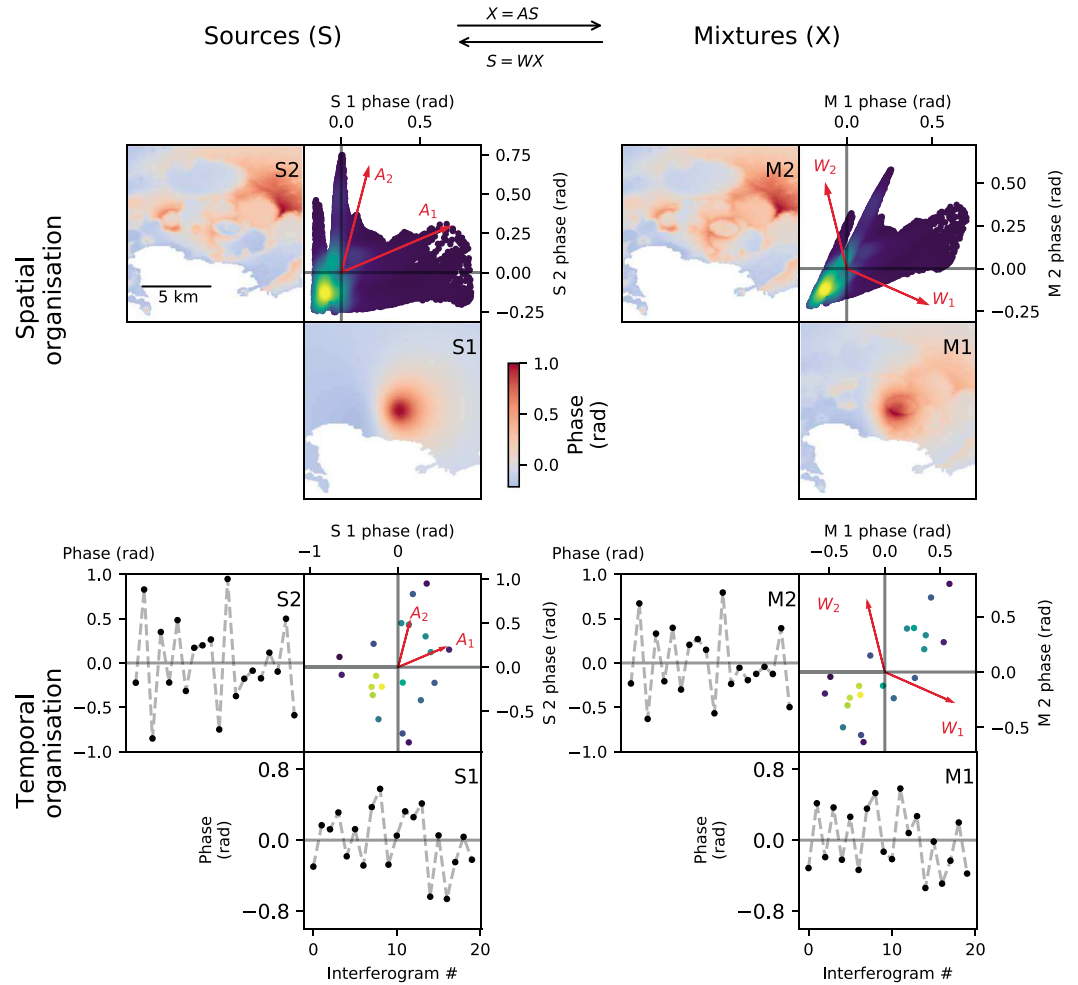 Sources (S)
X = AS
S = WX
Mixtures (X)
Spatial
organisation
S 1 phase (rad)
0.0
0.5
S2
5 km
A₂
A₁
0.75
0.50
0.25
0.00
−0.25
S 2 phase (rad)
S1
1.0
0.5
0.0
Phase
(rad)
M 1 phase (rad)
0.0
0.5
M2
W₂
W₁
0.50
0.25
0.00
−0.25
M 2 phase (rad)
M1
Temporal
organisation
Phase (rad)
S 1 phase (rad)
−1
0
1.0
0.5
0.0
−0.5
−1.0
S2
A₂
A₁
1.0
0.5
0.0
−0.5
S 2 phase (rad)
S1
0.8
0.0
−0.8
Phase
(rad)
0
10
20
Interferogram #
Phase (rad)
M 1 phase (rad)
−0.5
0.0
0.5
1.0
0.5
0.0
−0.5
−1.0
M2
W₂
W₁
0.5
0.0
−0.5
M 2 phase (rad)
M1
0.8
0.0
−0.8
Phase
(rad)
0
10
20
Interferogram #